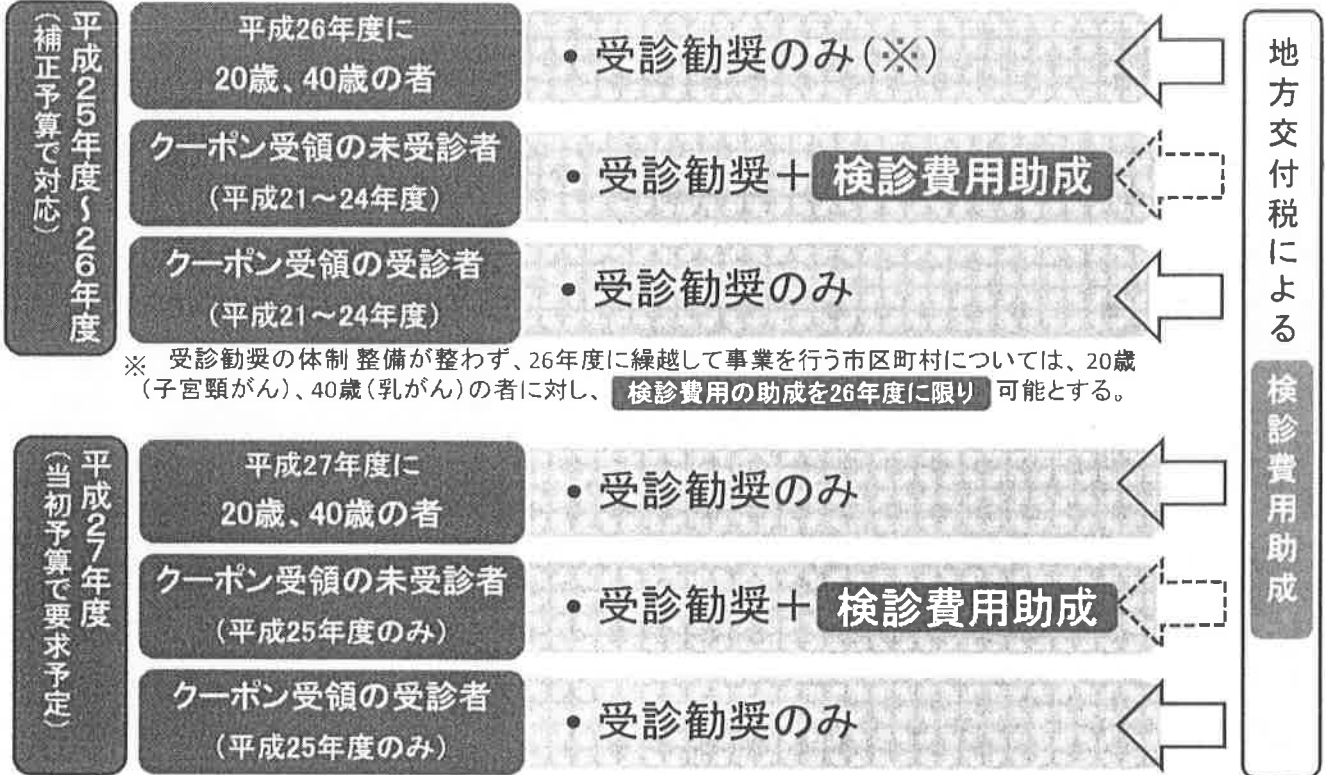 平成25年度～26年度
（補正予算で対応）
平成26年度に
20歳、40歳の者
・受診勧奨のみ(※)
クーポン受領の未受診者
(平成21～24年度)
・受診勧奨＋検診費用助成
クーポン受領の受診者
(平成21～24年度)
・受診勧奨のみ
※ 受診勧奨の体制整備が整わず、26年度に繰越して事業を行う市区町村については、20歳
(子宮頸がん)、40歳(乳がん)の者に対し、検診費用の助成を26年度に限り可能とする。
平成27年度
（当初予算で要求予定）
平成27年度に
20歳、40歳の者
・受診勧奨のみ
クーポン受領の未受診者
(平成25年度のみ)
・受診勧奨＋検診費用助成
クーポン受領の受診者
(平成25年度のみ)
・受診勧奨のみ
地方交付税による検診費用助成